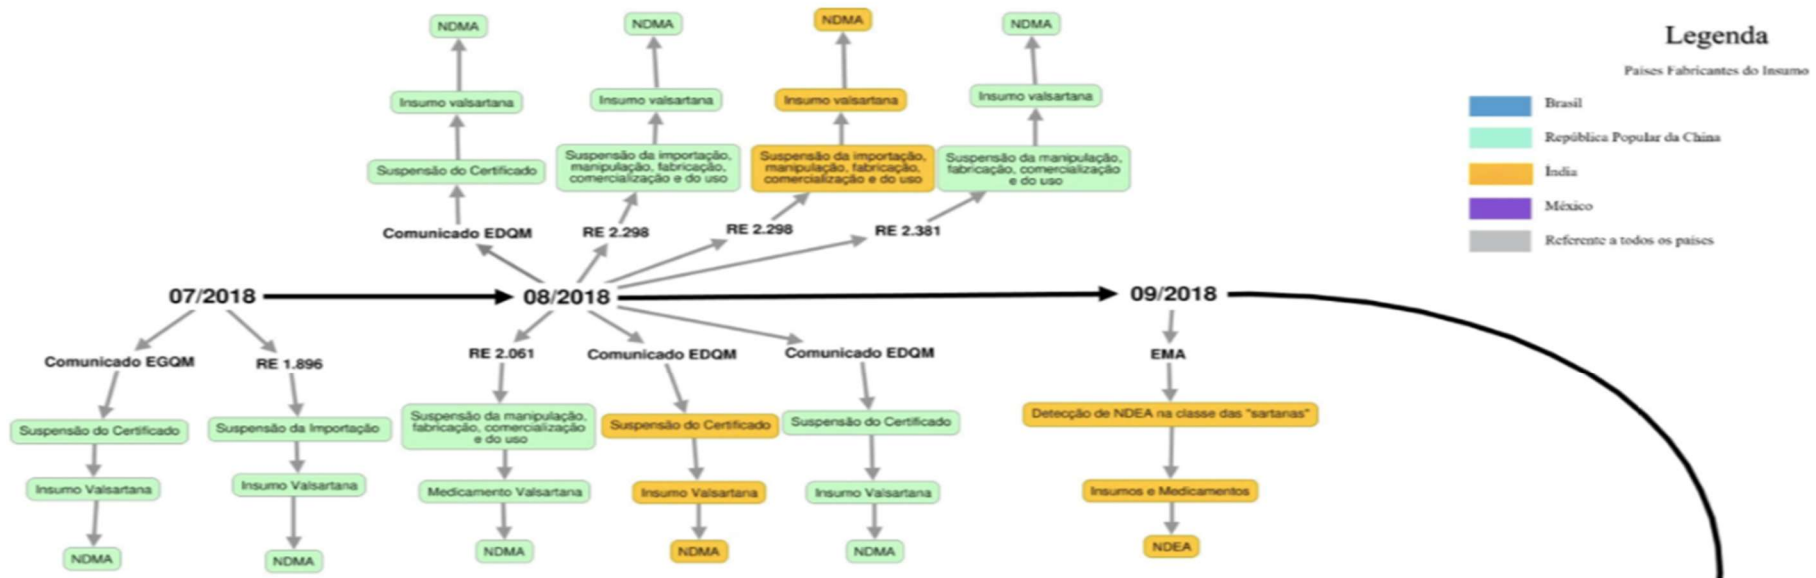 NDMA
NDMA
NDMA
NDMA
Legenda
Países Fabricantes do Insumo
Insumo valsartana
Insumo valsartana
Insumo valsartana
Insumo valsartana
Brasil
República Popular da China
Índia
México
Referente a todos os países
Suspensão do Certificado
Suspensão da importação,
manipulação, fabricação,
comercialização e do uso
Suspensão da importação,
manipulação, fabricação,
comercialização e do uso
Suspensão da manipulação,
fabricação, comercialização
e do uso
Comunicado EDQM
RE 2.298
RE 2.298
RE 2.381
07/2018
08/2018
09/2018
Comunicado EGQM
RE 1.896
RE 2.061
Comunicado EDQM
Comunicado EDQM
EMA
Suspensão do Certificado
Suspensão da Importação
Suspensão da manipulação,
fabricação, comercialização
e do uso
Suspensão do Certificado
Suspensão do Certificado
Detecção de NDEA na classe das "sartanas"
Insumo Valsartana
Insumo Valsartana
Medicamento Valsartana
Insumo Valsartana
Insumo Valsartana
Insumos e Medicamentos
NDMA
NDMA
NDMA
NDMA
NDMA
NDEA